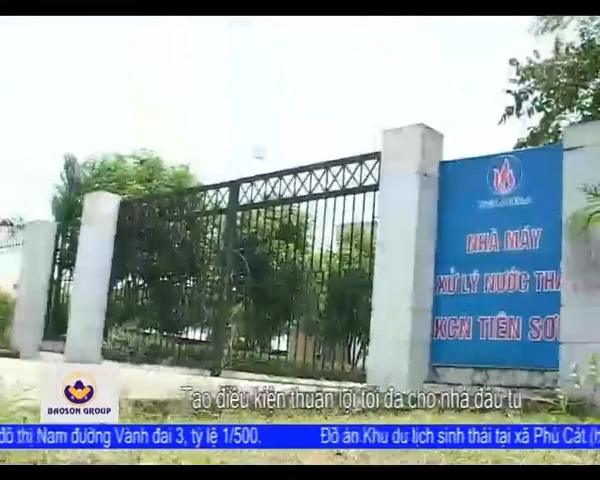 NHÀ MÁY
XỬ LÝ NƯỚC THẢ
KCN TIÊN SƠ
Tạo điều kiện thuận lợi tối đa cho nhà đầu tư
BAOSON GROUP
đô thị Nam đường Vành đai 3, tỷ lệ 1/500. Đồ án Khu du lịch sinh thái tại xã Phù Cát (h